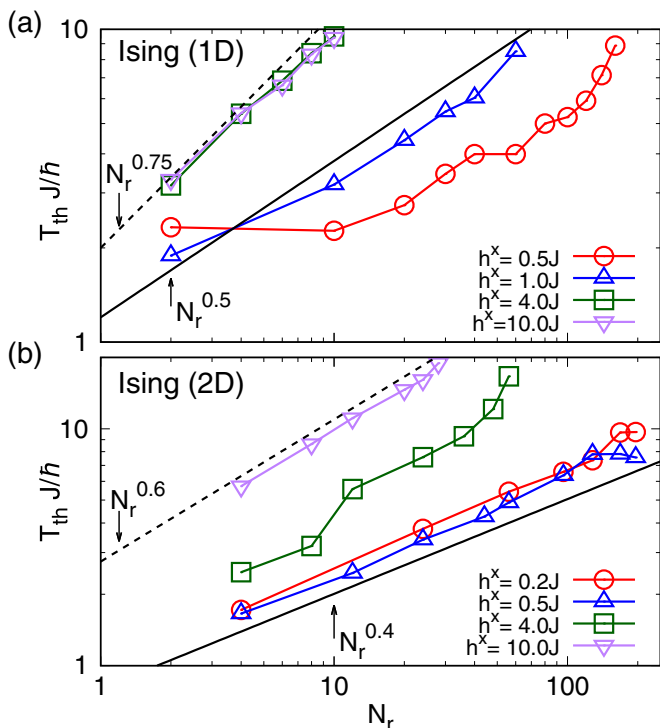 (a)
Ising (1D)
10
1
T_th J/ħ
N_r^0.75
N_r^0.5
h^x= 0.5J
h^x= 1.0J
h^x= 4.0J
h^x=10.0J
(b)
Ising (2D)
10
1
T_th J/ħ
N_r^0.6
N_r^0.4
h^x= 0.2J
h^x= 0.5J
h^x= 4.0J
h^x=10.0J
1
10
100
N_r